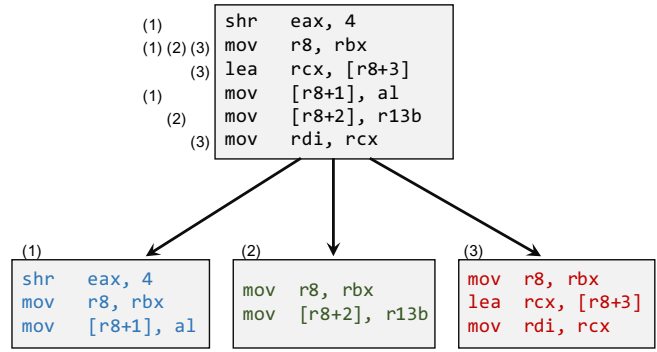 (1) shr eax, 4
(1) (2) (3) mov r8, rbx
(3) lea rcx, [r8+3]
(1) mov [r8+1], al
(2) mov [r8+2], r13b
(3) mov rdi, rcx
(1)
shr eax, 4
mov r8, rbx
mov [r8+1], al
(2)
mov r8, rbx
mov [r8+2], r13b
(3)
mov r8, rbx
lea rcx, [r8+3]
mov rdi, rcx